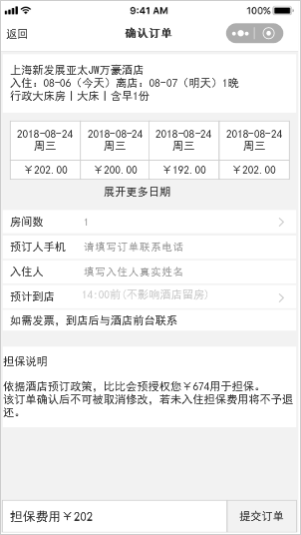 9:41 AM 100%
返回 确认订单
上海新发展亚太JW万豪酒店
入住：08-06（今天）离店：08-07（明天）1晚
行政大床房丨大床丨含早1份
2018-08-24 2018-08-24 2018-08-24 2018-08-24
周三 周三 周三 周三
￥202.00 ￥200.00 ￥192.00 ￥202.00
展开更多日期
房间数 1
预订人手机 请填写订单联系电话
入住人 填写入住人真实姓名
预计到店 14:00前(不影响酒店留房)
如需发票，到店后与酒店前台联系
担保说明
依据酒店预订政策，比比会预授权您￥674用于担保。
该订单确认后不可被取消修改，若未入住担保费用将不予退
还。
担保费用￥202 提交订单